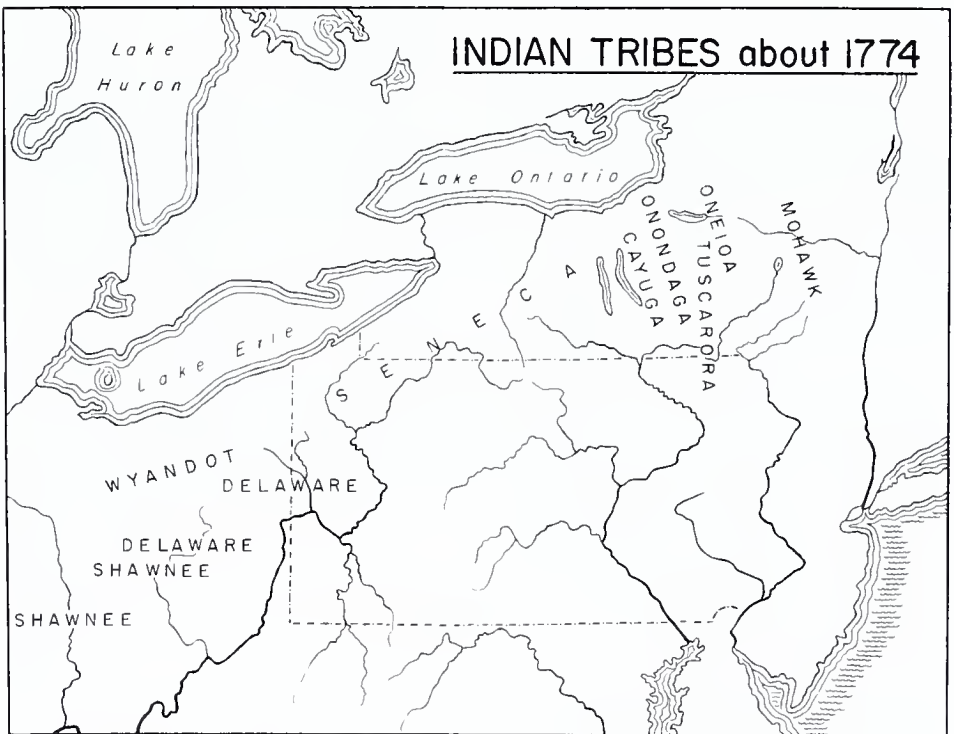 INDIAN TRIBES about 1774
Lake
Huron
Lake Ontario
Lake Erie
ONEIOA
TUSCARORA
ONONDAGA
CAYUGA
MOHAWK
SENECA
WYANDOT
DELAWARE
DELAWARE
SHAWNEE
SHAWNEE